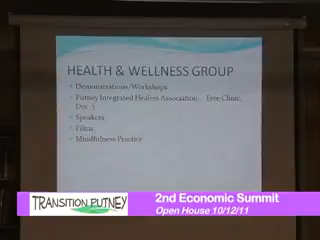 HEALTH & WELLNESS GROUP
Demonstrations/Workshops
Putney Integrated Healers Association - Free Clinic,
Dec. 3
Speakers
Films
Mindfulness Practice
TRANSITION PUTNEY
2nd Economic Summit
Open House 10/12/11